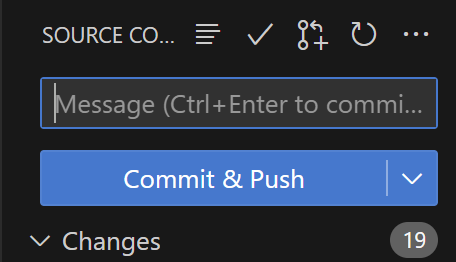 SOURCE CO...
Message (Ctrl+Enter to commi...
Commit & Push
Changes 19